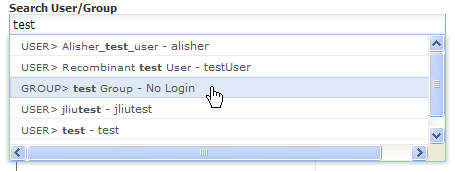 Search User/Group
test
USER> Alisher_test_user - alisher
USER> Recombinant test User - testUser
GROUP> test Group - No Login
USER> jliutest - jliutest
USER> test - test